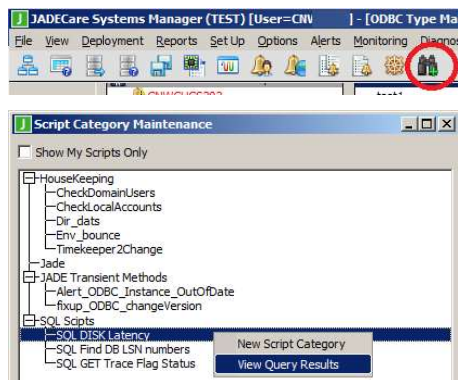 JADECare Systems Manager (TEST) [User=CNV ] - [ODBC Type Ma
File View Deployment Reports Set Up Options Alerts Monitoring Diagnos
Script Category Maintenance
Show My Scripts Only
HouseKeeping
CheckDomainUsers
CheckLocalAccounts
Dir_dats
Env_bounce
Timekeeper2Change
Jade
JADE Transient Methods
Alert_ODBC_Instance_OutOfDate
fixup_ODBC_changeVersion
SQL Scipts
SQL DISK Latency
New Script Category
SQL Find DB LSN numbers
SQL GET Trace Flag Status
View Query Results